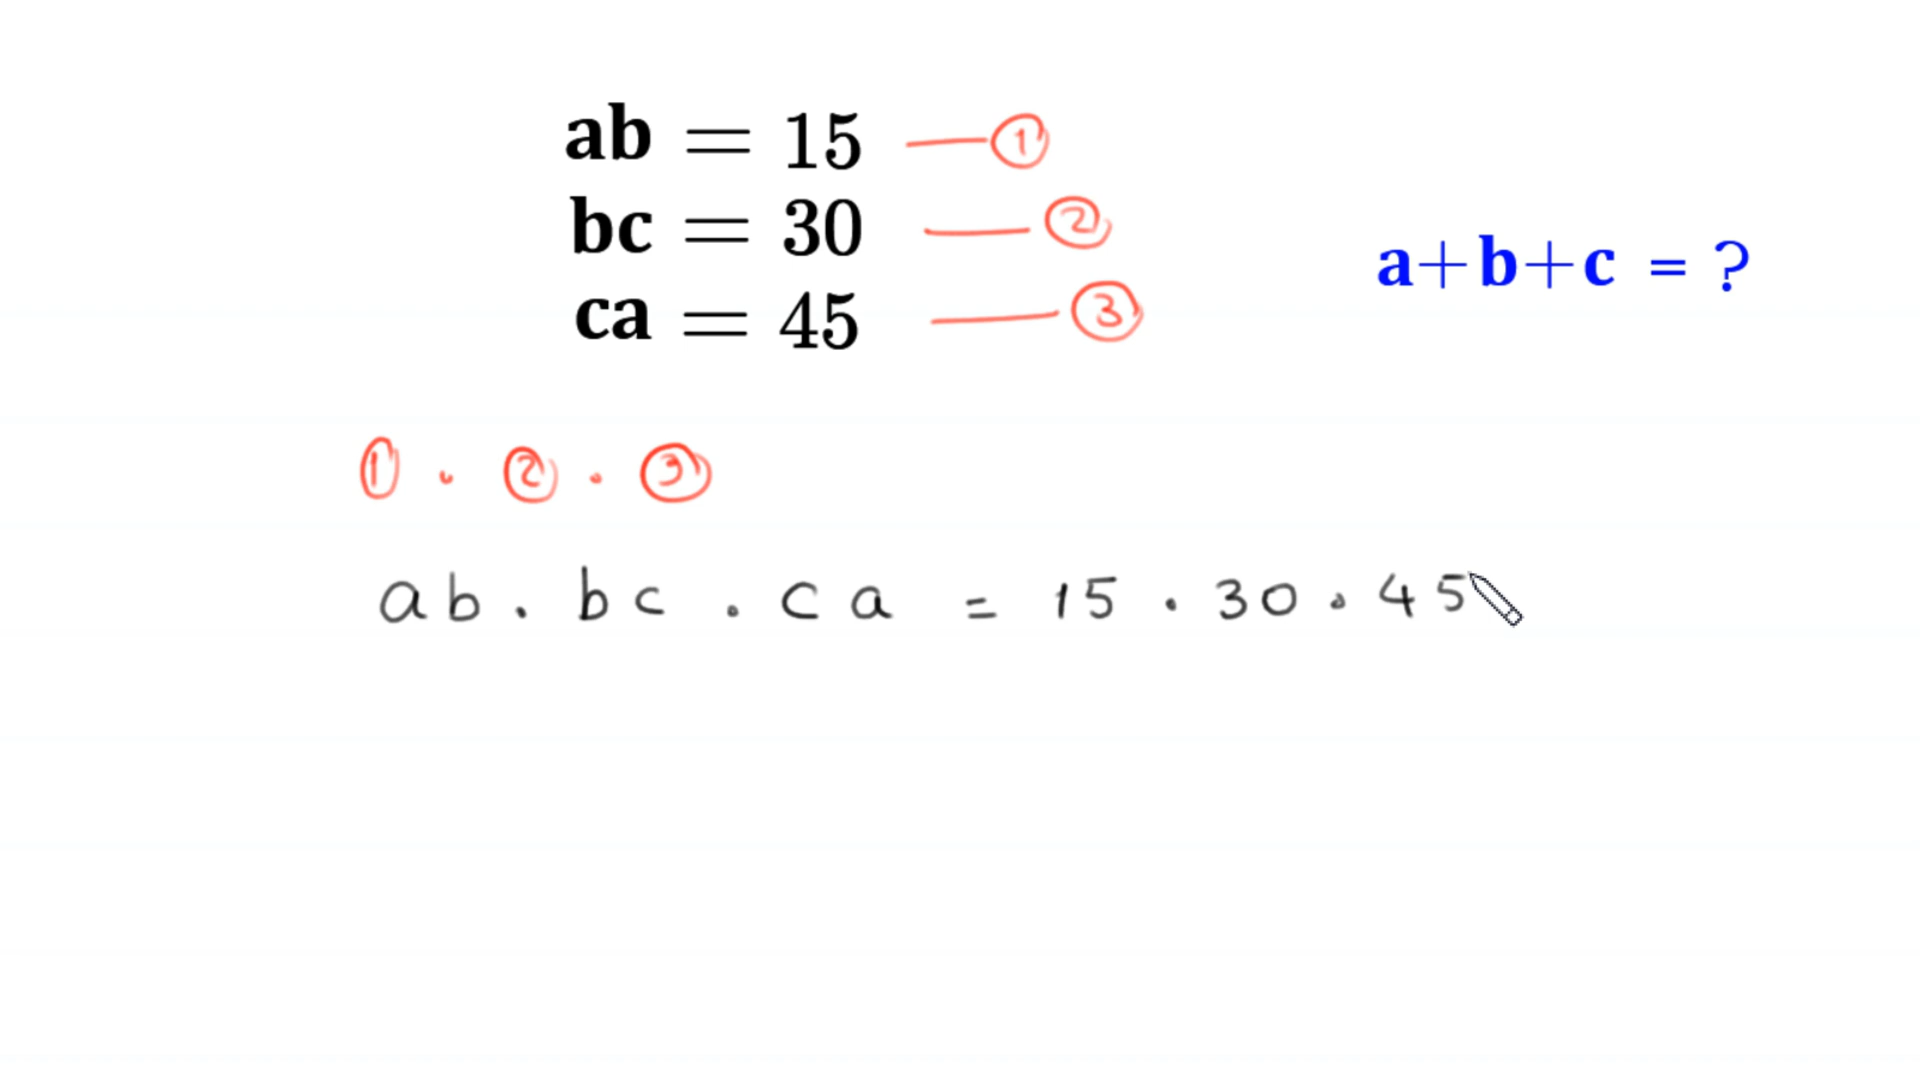 ab = 15 — ①
bc = 30 — ②
ca = 45 — ③
a+b+c = ?
① . ② . ③
ab . bc . ca = 15 . 30 . 45